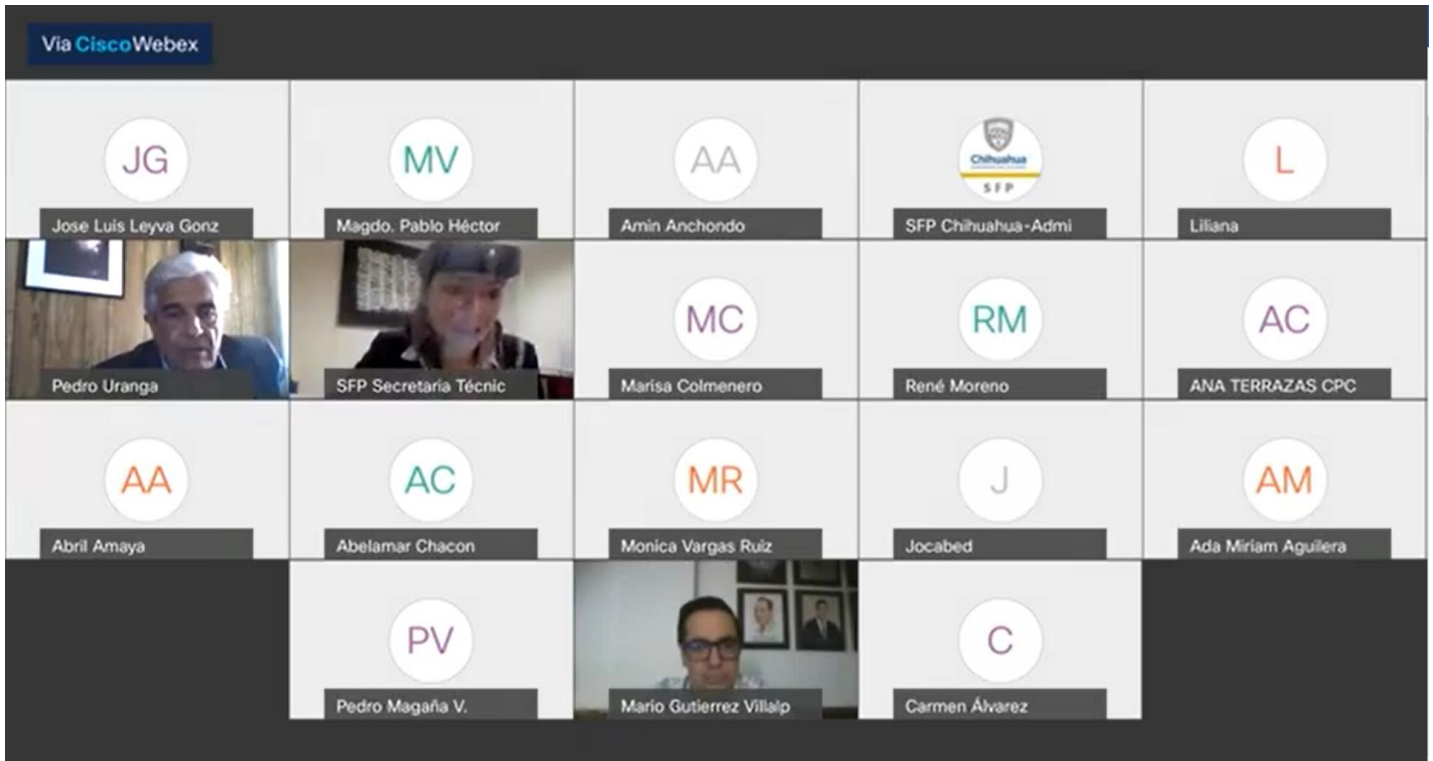 Via Cisco Webex
JG
MV
AA
Chihuahua
SFP
L
Jose Luis Leyva Gonz
Magdo. Pablo Héctor
Amin Anchondo
SFP Chihuahua-Admi
Liliana
MC
RM
AC
Pedro Uranga
SFP Secretaria Técnic
Marisa Colmenero
René Moreno
ANA TERRAZAS CPC
AA
AC
MR
J
AM
Abril Amaya
Abelamar Chacon
Monica Vargas Ruiz
Jocabed
Ada Miriam Aguilera
PV
C
Pedro Magaña V.
Mario Gutierrez Villalp
Carmen Álvarez